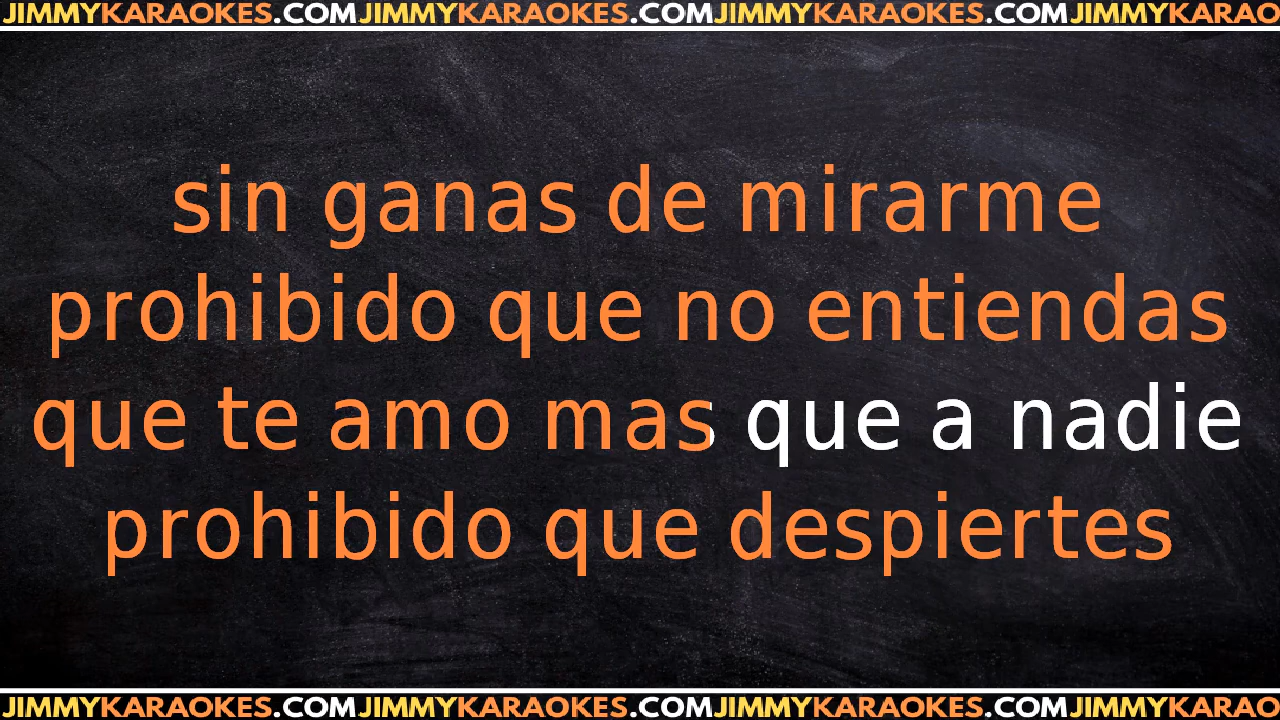 JIMMYKARAOKES.COMJIMMYKARAOKES.COMJIMMYKARAOKES.COMJIMMYKARAO
sin ganas de mirarme
prohibido que no entiendas
que te amo mas que a nadie
prohibido que despiertes
JIMMYKARAOKES.COMJIMMYKARAOKES.COMJIMMYKARAOKES.COMJIMMYKARAO